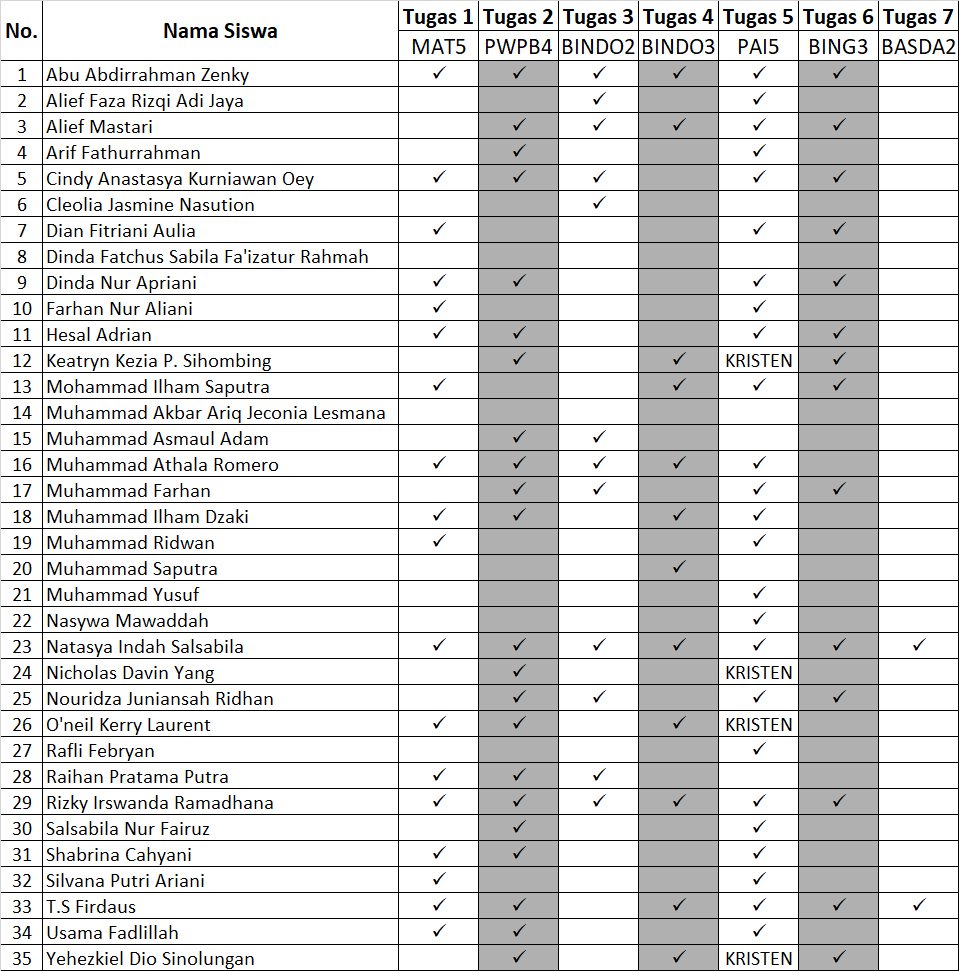 No. Nama Siswa Tugas 1 Tugas 2 Tugas 3 Tugas 4 Tugas 5 Tugas 6 Tugas 7
MAT5 PWPB4 BINDO2 BINDO3 PAI5 BING3 BASDA2
1 Abu Abdirrahman Zenky ✓ ✓ ✓ ✓ ✓ ✓
2 Alief Faza Rizqi Adi Jaya ✓ ✓
3 Alief Mastari ✓ ✓ ✓ ✓ ✓
4 Arif Fathurrahman ✓ ✓
5 Cindy Anastasya Kurniawan Oey ✓ ✓ ✓ ✓ ✓
6 Cleolia Jasmine Nasution ✓
7 Dian Fitriani Aulia ✓ ✓ ✓
8 Dinda Fatchus Sabila Fa'izatur Rahmah
9 Dinda Nur Apriani ✓ ✓ ✓ ✓
10 Farhan Nur Aliani ✓ ✓
11 Hesal Adrian ✓ ✓ ✓ ✓
12 Keatryn Kezia P. Sihombing ✓ ✓ KRISTEN ✓
13 Mohammad Ilham Saputra ✓ ✓ ✓ ✓
14 Muhammad Akbar Ariq Jeconia Lesmana
15 Muhammad Asmaul Adam ✓ ✓
16 Muhammad Athala Romero ✓ ✓ ✓ ✓ ✓
17 Muhammad Farhan ✓ ✓ ✓ ✓
18 Muhammad Ilham Dzaki ✓ ✓ ✓ ✓
19 Muhammad Ridwan ✓ ✓
20 Muhammad Saputra ✓
21 Muhammad Yusuf ✓
22 Nasywa Mawaddah ✓
23 Natasya Indah Salsabila ✓ ✓ ✓ ✓ ✓ ✓ ✓
24 Nicholas Davin Yang ✓ KRISTEN
25 Nouridza Juniansah Ridhan ✓ ✓ ✓ ✓
26 O'neil Kerry Laurent ✓ ✓ ✓ KRISTEN
27 Rafli Febryan ✓
28 Raihan Pratama Putra ✓ ✓ ✓
29 Rizky Irswanda Ramadhana ✓ ✓ ✓ ✓ ✓ ✓
30 Salsabila Nur Fairuz ✓ ✓
31 Shabrina Cahyani ✓ ✓ ✓
32 Silvana Putri Ariani ✓ ✓
33 T.S Firdaus ✓ ✓ ✓ ✓ ✓ ✓
34 Usama Fadlillah ✓ ✓ ✓
35 Yehezkiel Dio Sinolungan ✓ ✓ KRISTEN ✓